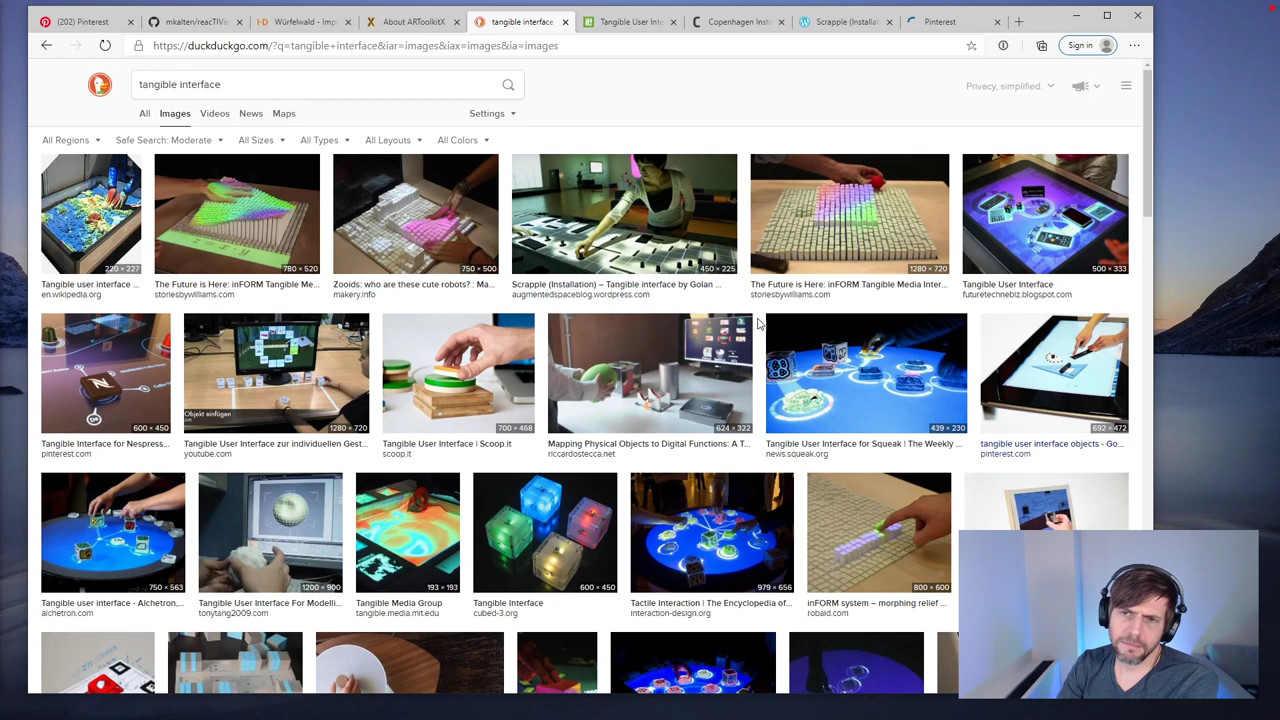 (202) Pinterest
mkalten/reacTIVis
Würfelwald - Imp
About ARToolkitX
tangible interface
Tangible User Inte
Copenhagen Insti
Scrapple (Installat
Pinterest
https://duckduckgo.com/?q=tangible+interface&iar=images&iax=images&ia=images
Sign in
tangible interface
Privacy, simplified.
All Images Videos News Maps Settings
All Regions Safe Search: Moderate All Sizes All Types All Layouts All Colors
220 × 227
780 × 520
750 × 500
450 × 225
1280 × 720
500 × 333
Tangible user interface ...
en.wikipedia.org
The Future is Here: inFORM Tangible Me...
storiesbywilliams.com
Zooids: who are these cute robots? : Ma...
makery.info
Scrapple (Installation) – Tangible interface by Golan ...
augmentedspaceblog.wordpress.com
The Future is Here: inFORM Tangible Media Inter...
storiesbywilliams.com
Tangible User Interface
futuretechnebiz.blogspot.com
Objekt einfügen
600 × 450
1280 × 720
700 × 468
624 × 322
439 × 230
692 × 472
Tangible Interface for Nespress...
pinterest.com
Tangible User Interface zur individuellen Gest...
youtube.com
Tangible User Interface | Scoop.it
scoop.it
Mapping Physical Objects to Digital Functions: A T...
riccardostecca.net
Tangible User Interface for Squeak | The Weekly ...
news.squeak.org
tangible user interface objects - Go...
pinterest.com
750 × 563
1200 × 900
193 × 193
600 × 450
979 × 656
800 × 600
Tangible user interface - Alchetron,...
alchetron.com
Tangible User Interface For Modelli...
tonytang2009.com
Tangible Media Group
tangible.media.mit.edu
Tangible Interface
cubed-3.org
Tactile Interaction | The Encyclopedia of...
interaction-design.org
inFORM system – morphing relief ...
robaid.com